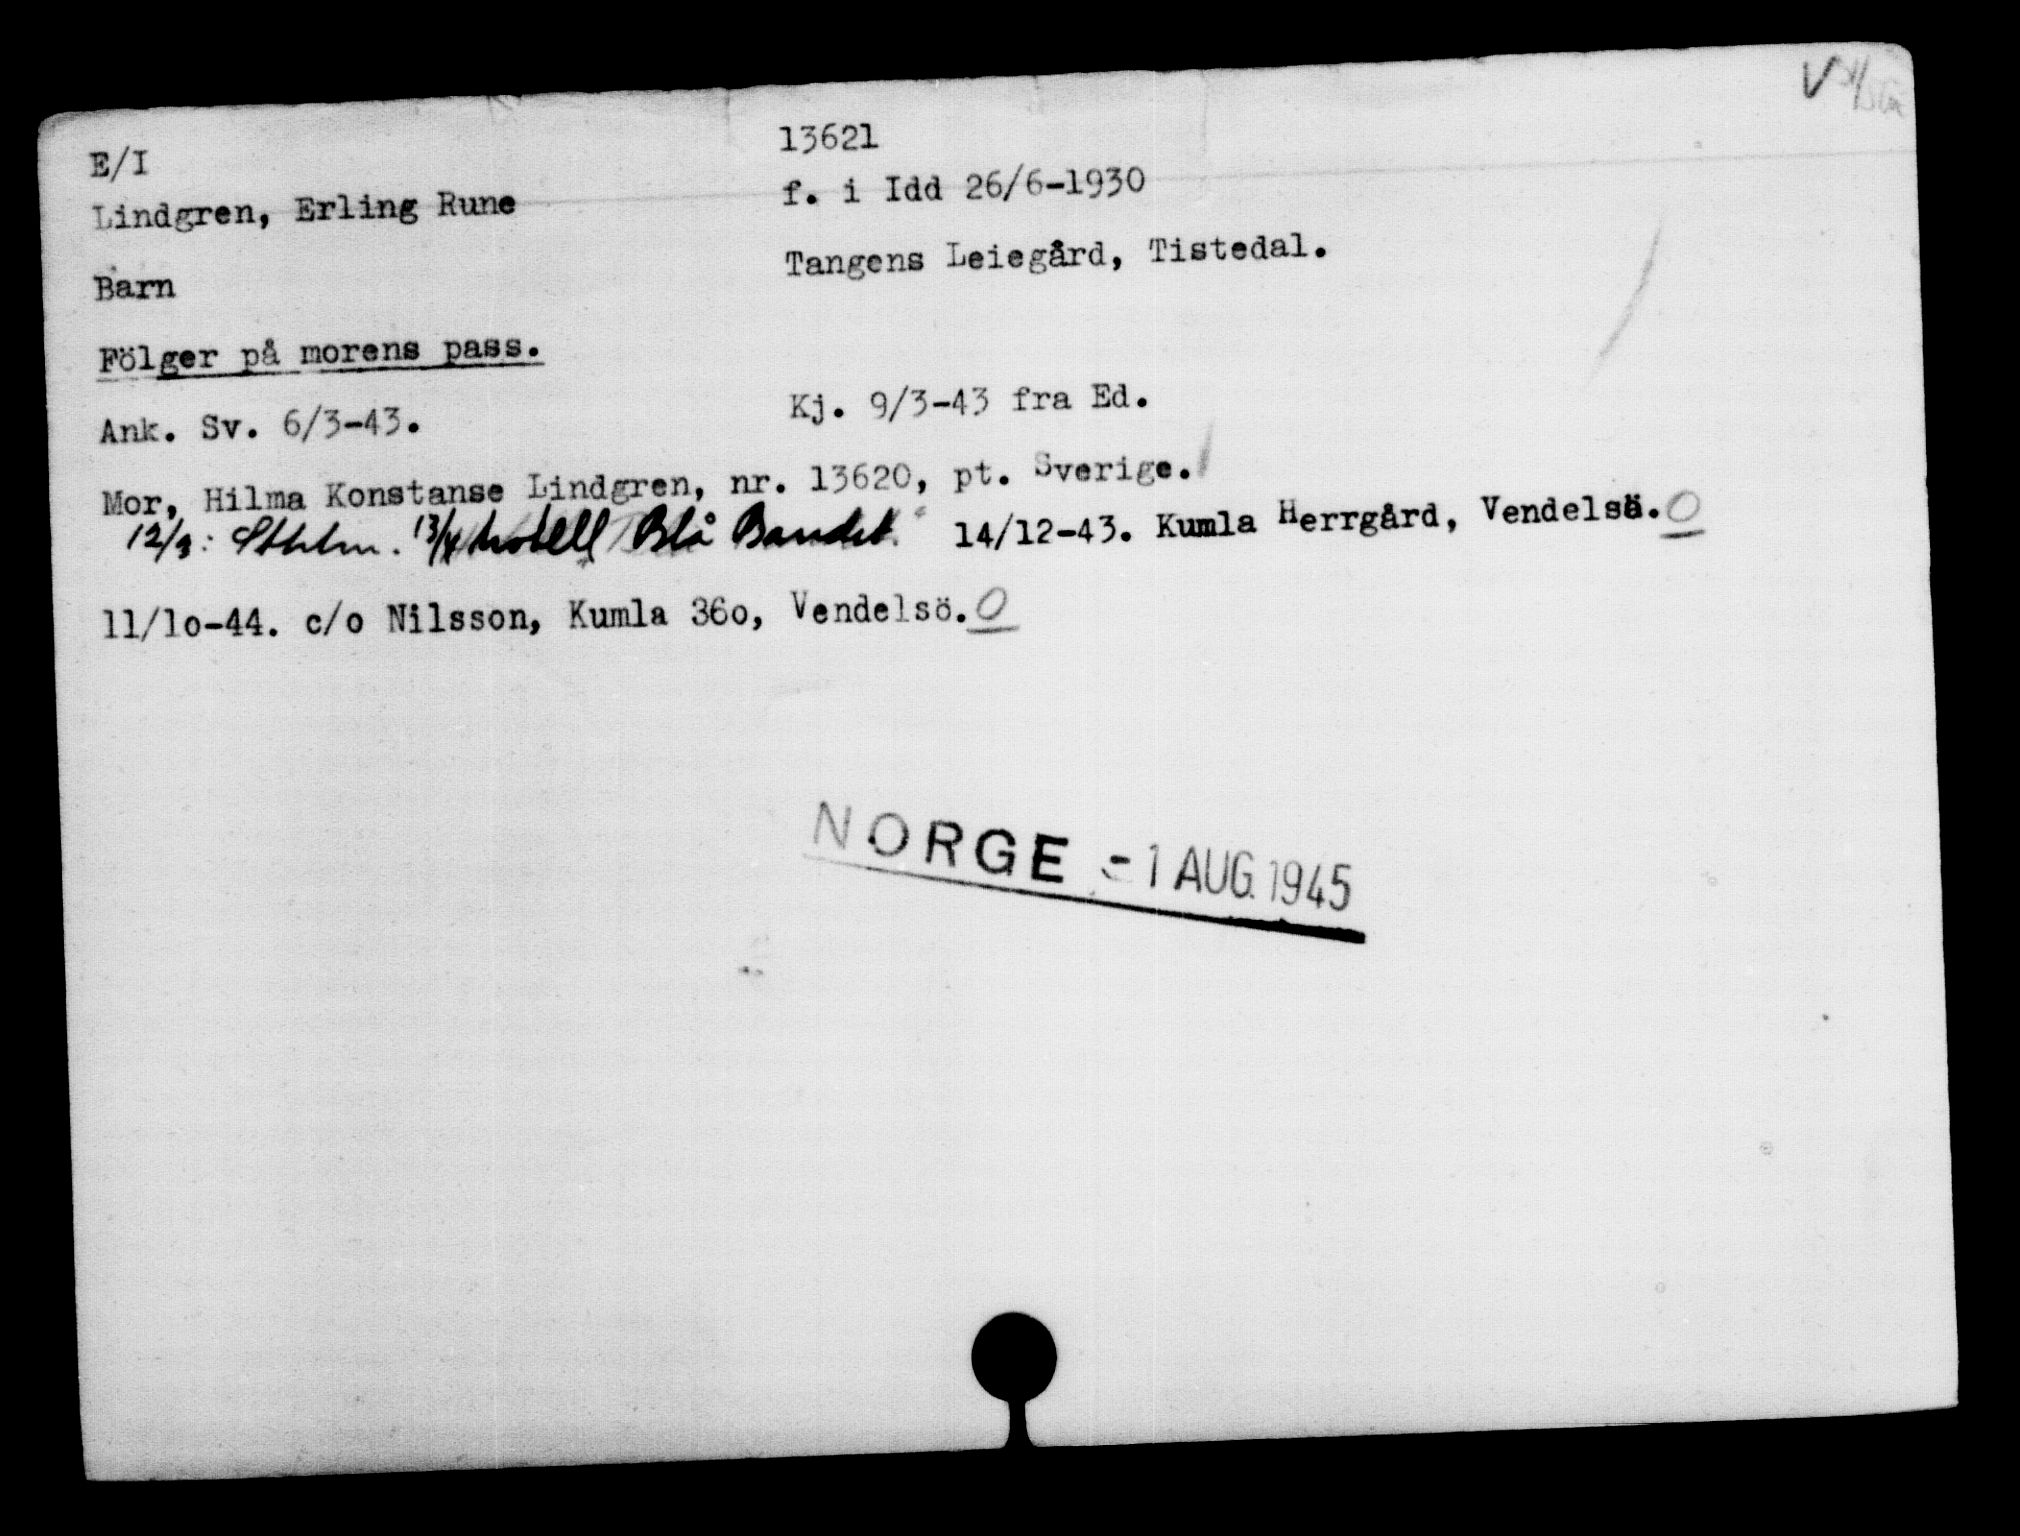 E/I
13621
Lindgren, Erling Rune
f. i Idd 26/6-1930
Barn
Tangens Leiegård, Tistedal.
Fölger på morens pass.
Ank. Sv. 6/3-43.
Kj. 9/3-43 fra Ed.
Mor, Hilma Konstanse Lindgren, nr. 13620, pt. Sverige.
12/3: Sthlm. 13/4 hotell Blå Bandet. 14/12-43. Kumla Herrgård, Vendelsö. O
11/1o-44. c/o Nilsson, Kumla 36o, Vendelsö. O
NORGE -1 AUG. 1945